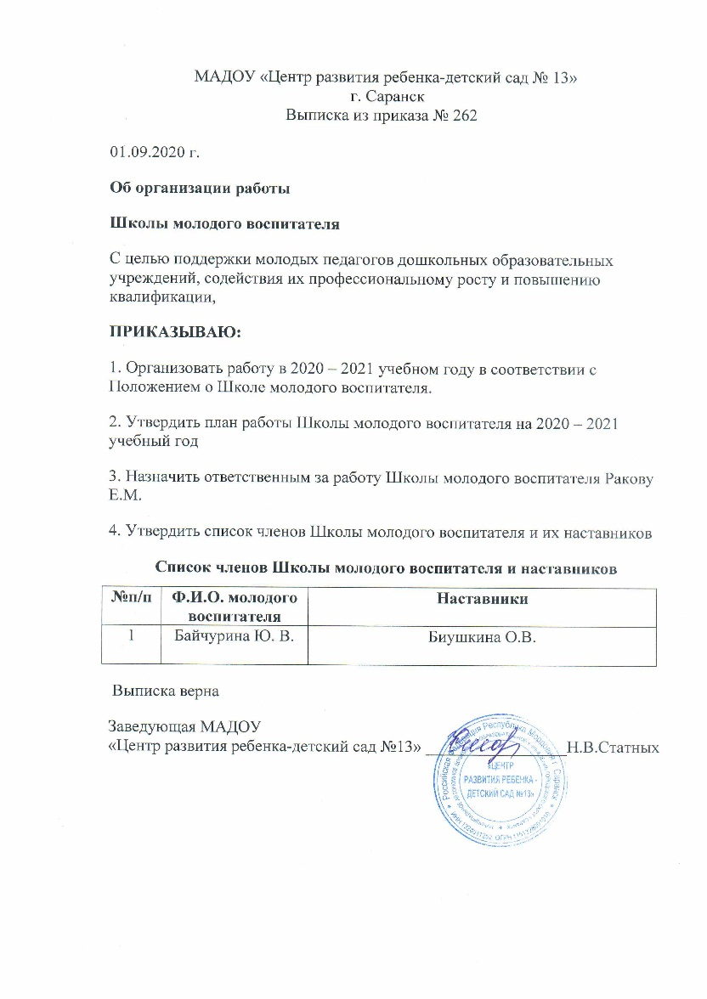 МАДОУ «Центр развития ребенка-детский сад № 13»
г. Саранск
Выписка из приказа № 262
01.09.2020 г.
Об организации работы
Школы молодого воспитателя
С целью поддержки молодых педагогов дошкольных образовательных
учреждений, содействия их профессиональному росту и повышению
квалификации,
ПРИКАЗЫВАЮ:
1. Организовать работу в 2020 – 2021 учебном году в соответствии с
Положением о Школе молодого воспитателя.
2. Утвердить план работы Школы молодого воспитателя на 2020 – 2021
учебный год
3. Назначить ответственным за работу Школы молодого воспитателя Ракову
Е.М.
4. Утвердить список членов Школы молодого воспитателя и их наставников
Список членов Школы молодого воспитателя и наставников
№п/п Ф.И.О. молодого воспитателя Наставники
1 Байчурина Ю. В. Биушкина О.В.
Выписка верна
Заведующая МАДОУ
«Центр развития ребенка-детский сад №13» Н.В.Статных
Российская Федерация Республика Мордовия г. Саранск
«ЦЕНТР
РАЗВИТИЯ РЕБЕНКА -
ДЕТСКИЙ САД №13»